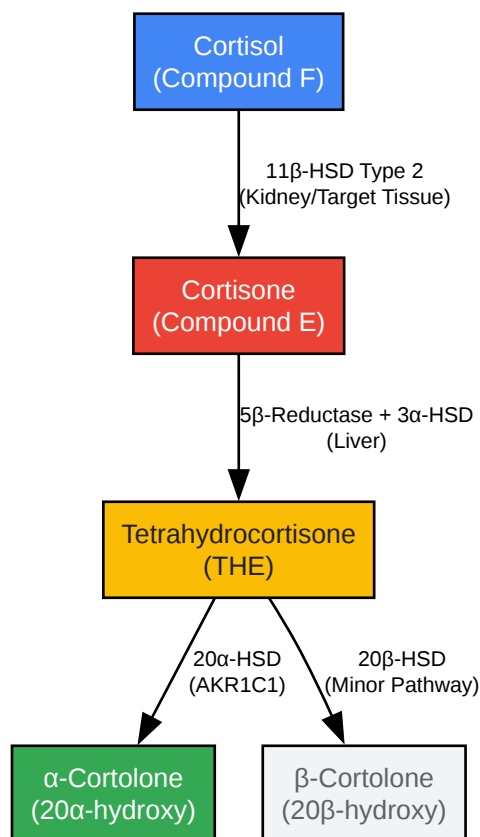 Cortisol
(Compound F)
11β-HSD Type 2
(Kidney/Target Tissue)
Cortisone
(Compound E)
5β-Reductase + 3α-HSD
(Liver)
Tetrahydrocortisone
(THE)
20α-HSD
(AKR1C1)
20β-HSD
(Minor Pathway)
α-Cortolone
(20α-hydroxy)
β-Cortolone
(20β-hydroxy)